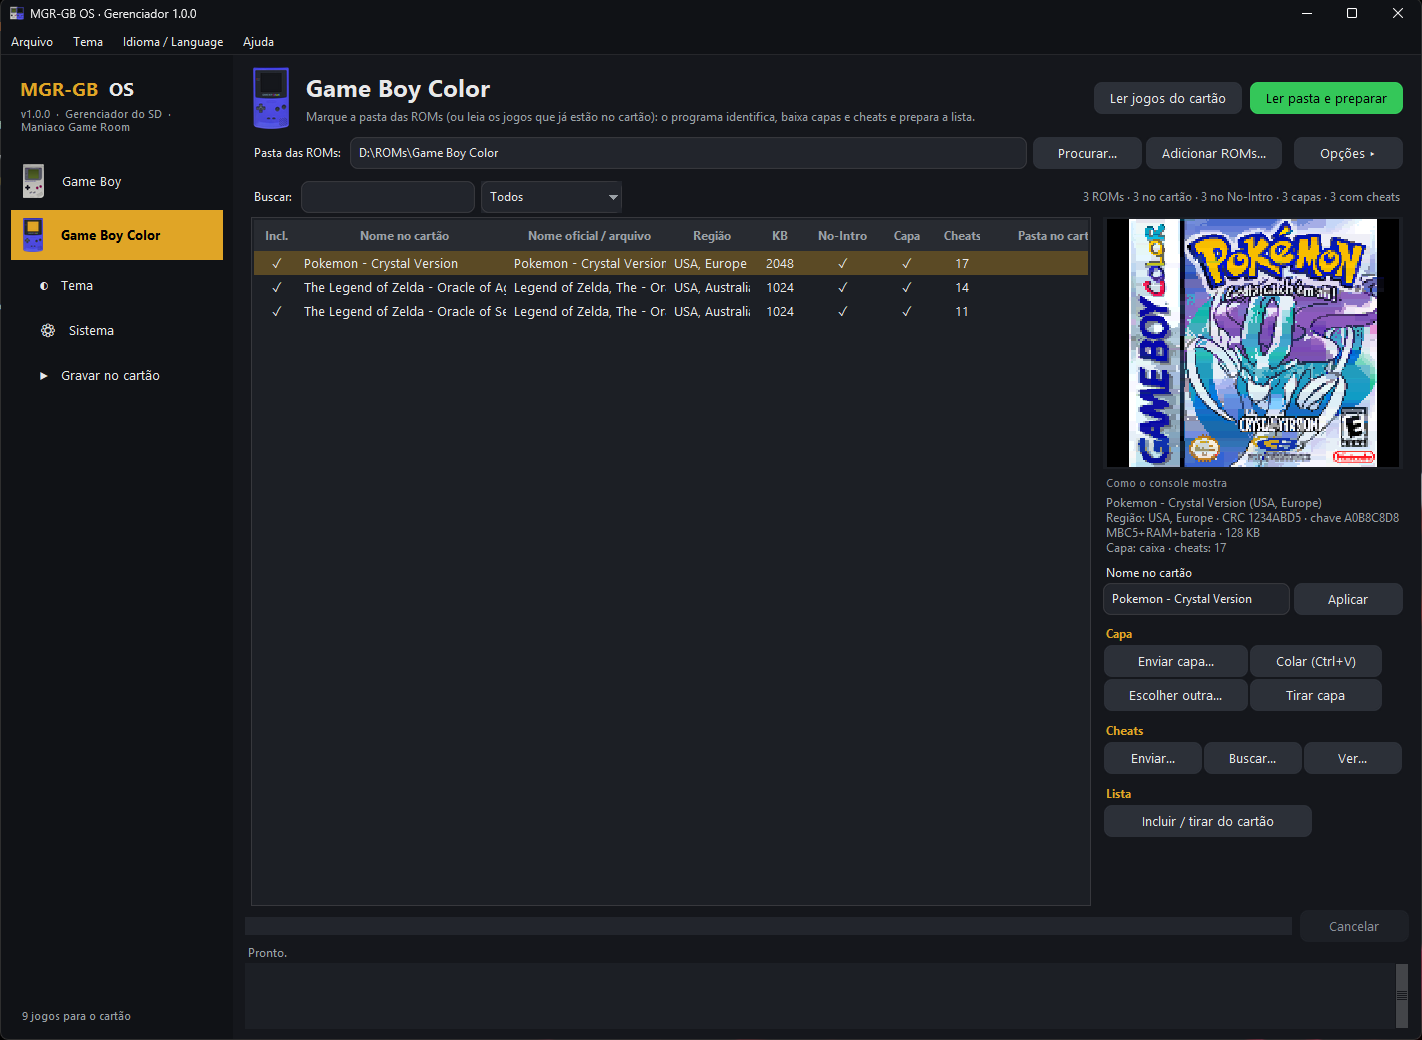 MGR-GB OS · Gerenciador 1.0.0
Arquivo Tema Idioma / Language Ajuda
MGR-GB OS
v1.0.0 · Gerenciador do SD ·
Maniaco Game Room
Game Boy
Game Boy Color
Tema
Sistema
Gravar no cartão
9 jogos para o cartão
Game Boy Color
Marque a pasta das ROMs (ou leia os jogos que já estão no cartão): o programa identifica, baixa capas e cheats e prepara a lista.
Ler jogos do cartão
Ler pasta e preparar
Pasta das ROMs: D:\ROMs\Game Boy Color
Procurar...
Adicionar ROMs...
Opções ▸
Buscar:
Todos
3 ROMs · 3 no cartão · 3 no No-Intro · 3 capas · 3 com cheats
Incl. Nome no cartão Nome oficial / arquivo Região KB No-Intro Capa Cheats Pasta no cart
✓ Pokemon - Crystal Version Pokemon - Crystal Version USA, Europe 2048 ✓ ✓ 17
✓ The Legend of Zelda - Oracle of Ag Legend of Zelda, The - Or USA, Australi 1024 ✓ ✓ 14
✓ The Legend of Zelda - Oracle of Se Legend of Zelda, The - Or USA, Australi 1024 ✓ ✓ 11
GAME BOY COLOR
POKéMON
CRYSTAL VERSION
E
Nintendo
Como o console mostra
Pokemon - Crystal Version (USA, Europe)
Região: USA, Europe · CRC 1234ABD5 · chave A0B8C8D8
MBC5+RAM+bateria · 128 KB
Capa: caixa · cheats: 17
Nome no cartão
Pokemon - Crystal Version
Aplicar
Capa
Enviar capa...
Colar (Ctrl+V)
Escolher outra...
Tirar capa
Cheats
Enviar...
Buscar...
Ver...
Lista
Incluir / tirar do cartão
Cancelar
Pronto.